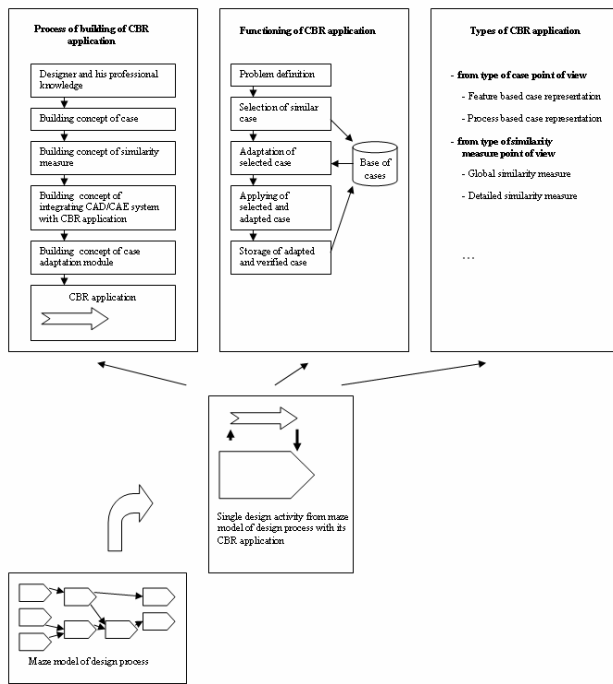 Process of building of CBR
application
Designer and his professional
knowledge
Building concept of case
Building concept of similarity
measure
Building concept of
integrating CAD/CAE system
with CBR application
Building concept of case
adaptation module
CBR application
Functioning of CBR application
Problem definition
Selection of similar
case
Adaptation of
selected case
Applying of
selected and
adapted case
Storage of adapted
and verified case
Base of
cases
Types of CBR application
- from type of case point of view
- Feature based case representation
- Process based case representation
- from type of similarity
measure point of view
- Global similarity measure
- Detailed similarity measure
...
Single design activity from maze
model of design process with its
CBR application
Maze model of design process